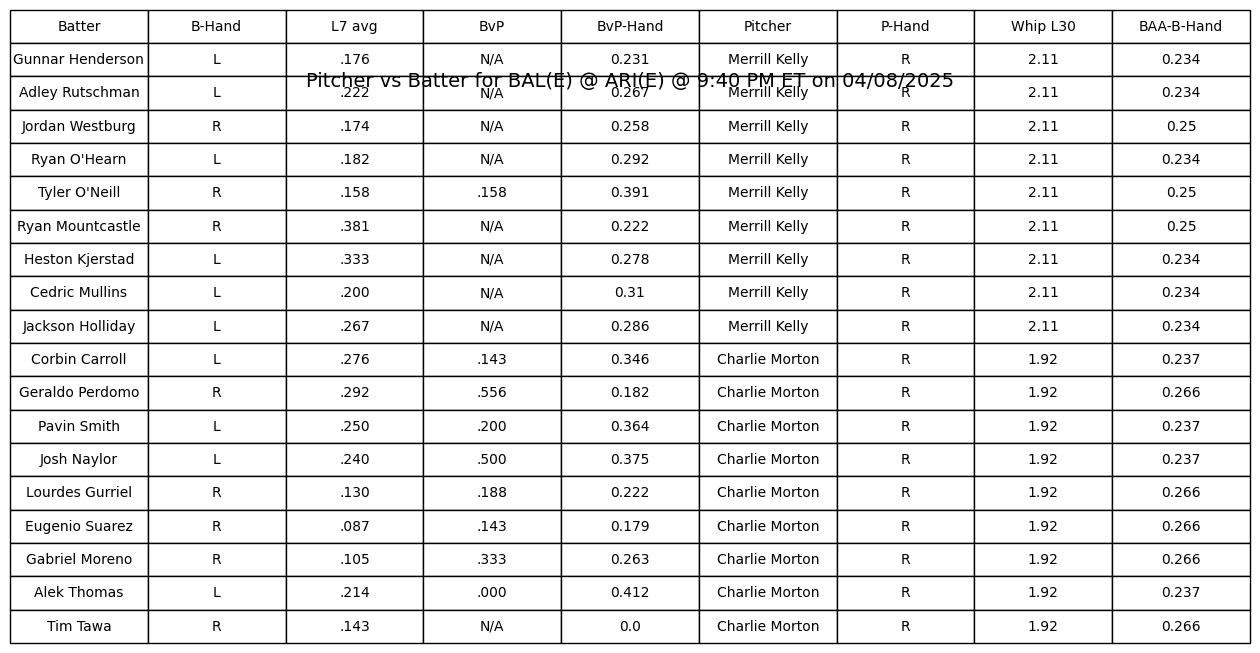 Batter B-Hand L7 avg BvP BvP-Hand Pitcher P-Hand Whip L30 BAA-B-Hand
Gunnar Henderson L .176 N/A 0.231 Merrill Kelly R 2.11 0.234
Pitcher vs Batter for BAL(E) @ ARI(E) @ 9:40 PM ET on 04/08/2025
Adley Rutschman L .222 N/A 0.267 Merrill Kelly R 2.11 0.234
Jordan Westburg R .174 N/A 0.258 Merrill Kelly R 2.11 0.25
Ryan O'Hearn L .182 N/A 0.292 Merrill Kelly R 2.11 0.234
Tyler O'Neill R .158 .158 0.391 Merrill Kelly R 2.11 0.25
Ryan Mountcastle R .381 N/A 0.222 Merrill Kelly R 2.11 0.25
Heston Kjerstad L .333 N/A 0.278 Merrill Kelly R 2.11 0.234
Cedric Mullins L .200 N/A 0.31 Merrill Kelly R 2.11 0.234
Jackson Holliday L .267 N/A 0.286 Merrill Kelly R 2.11 0.234
Corbin Carroll L .276 .143 0.346 Charlie Morton R 1.92 0.237
Geraldo Perdomo R .292 .556 0.182 Charlie Morton R 1.92 0.266
Pavin Smith L .250 .200 0.364 Charlie Morton R 1.92 0.237
Josh Naylor L .240 .500 0.375 Charlie Morton R 1.92 0.237
Lourdes Gurriel R .130 .188 0.222 Charlie Morton R 1.92 0.266
Eugenio Suarez R .087 .143 0.179 Charlie Morton R 1.92 0.266
Gabriel Moreno R .105 .333 0.263 Charlie Morton R 1.92 0.266
Alek Thomas L .214 .000 0.412 Charlie Morton R 1.92 0.237
Tim Tawa R .143 N/A 0.0 Charlie Morton R 1.92 0.266